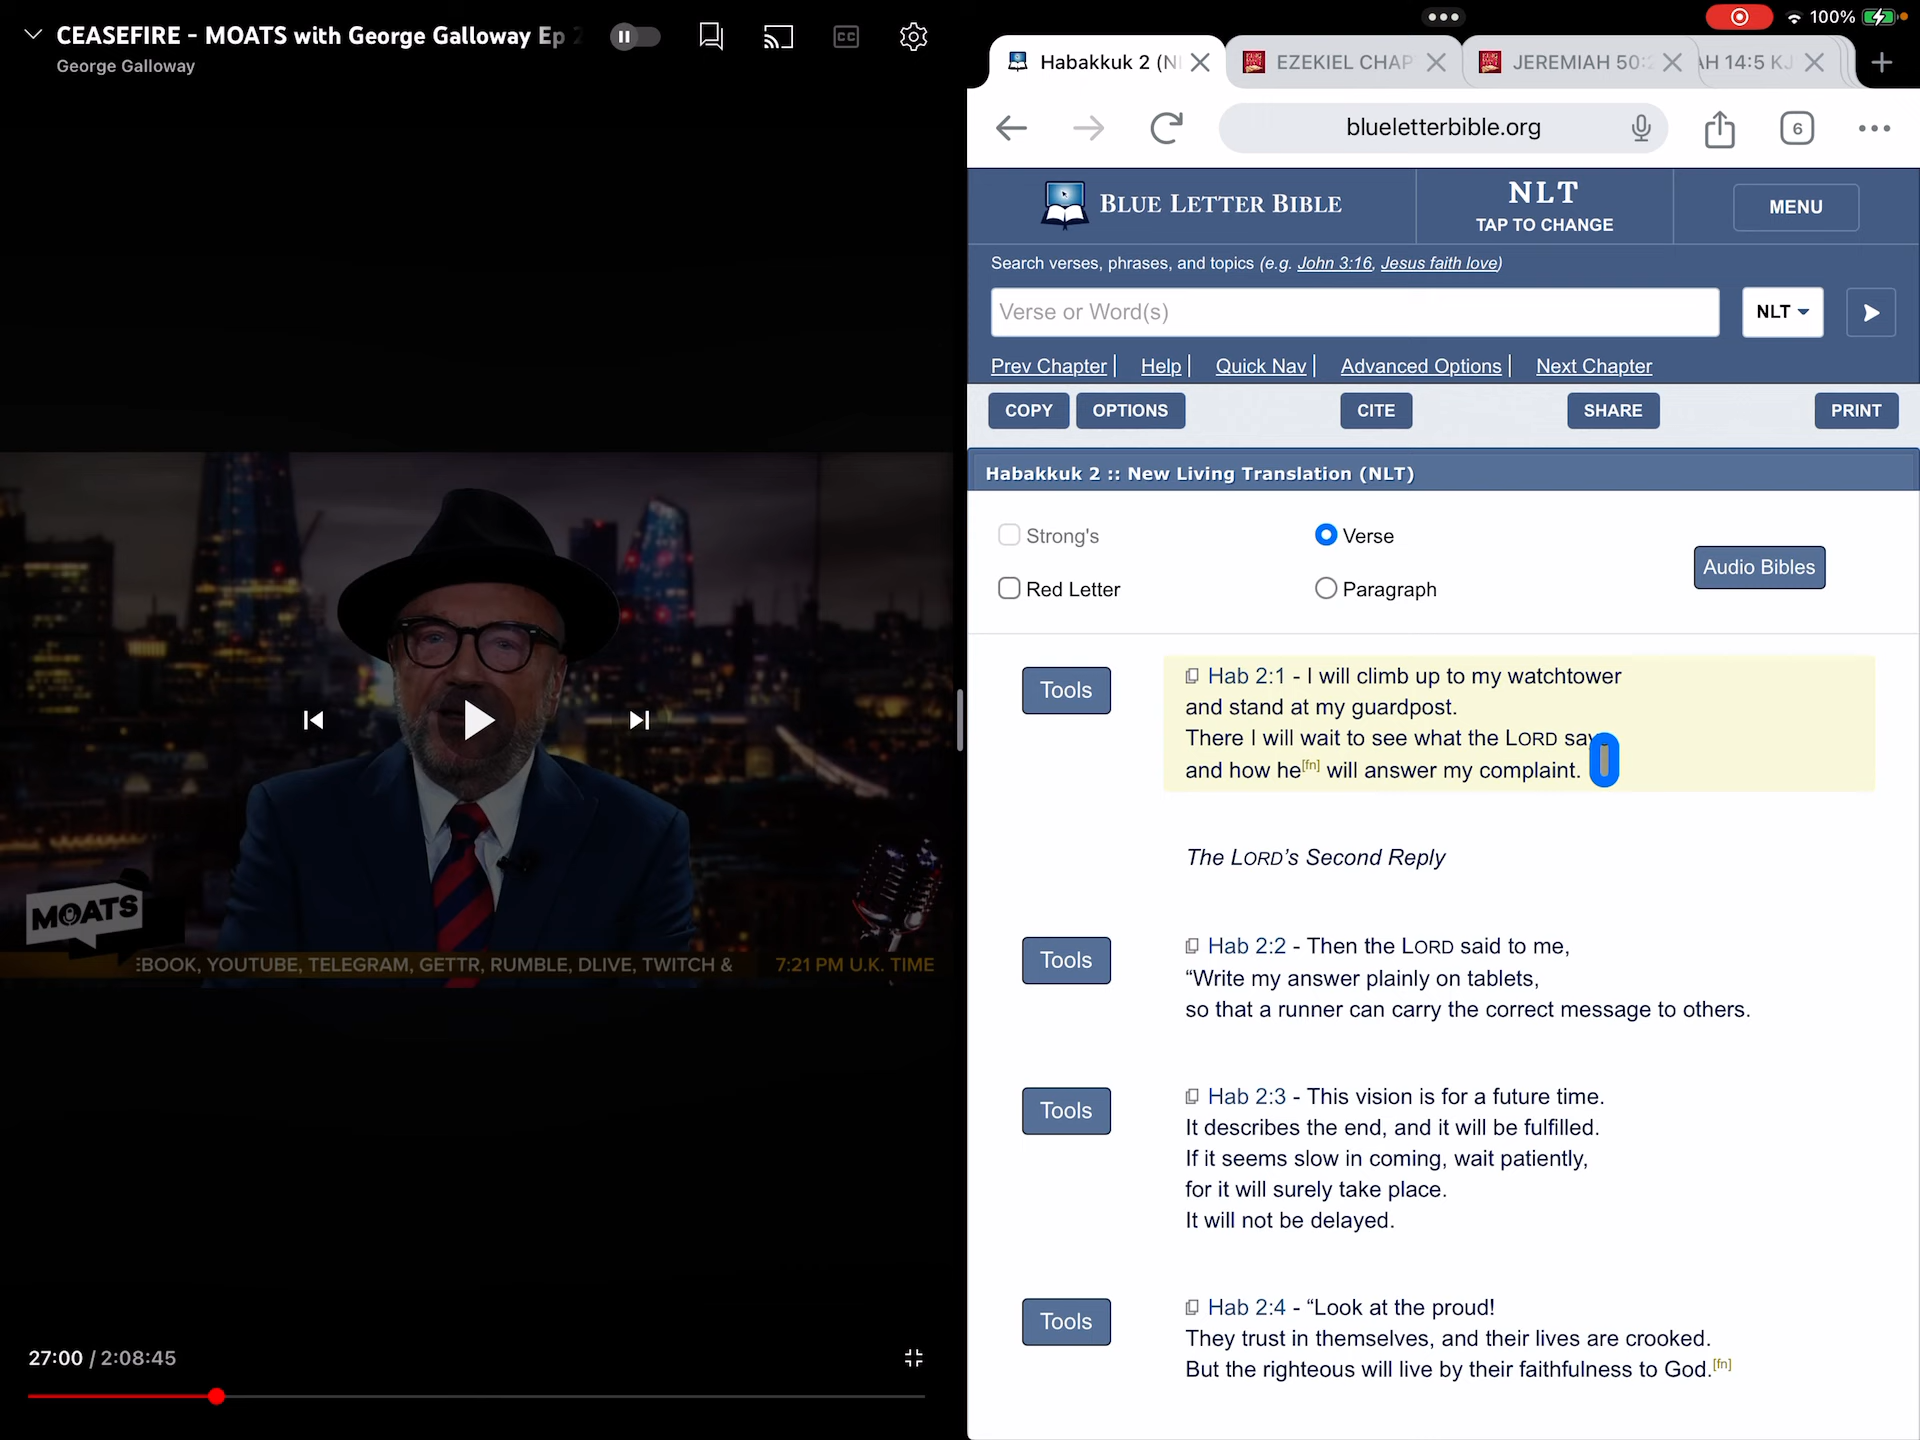 CEASEFIRE - MOATS with George Galloway Ep
George Galloway
CC
MOATS
EBOOK, YOUTUBE, TELEGRAM, GETTR, RUMBLE, DLIVE, TWITCH &
7:21 PM U.K. TIME
27:00 / 2:08:45
100%
Habakkuk 2 (N
EZEKIEL CHAP
JEREMIAH 50:2
AH 14:5 KJ
blueletterbible.org
6
BLUE LETTER BIBLE
NLT
TAP TO CHANGE
MENU
Search verses, phrases, and topics (e.g. John 3:16, Jesus faith love)
Verse or Word(s)
NLT
Prev Chapter | Help | Quick Nav | Advanced Options | Next Chapter
COPY OPTIONS CITE SHARE PRINT
Habakkuk 2 :: New Living Translation (NLT)
Strong's
Verse
Audio Bibles
Red Letter
Paragraph
Tools
Hab 2:1 - I will climb up to my watchtower
and stand at my guardpost.
There I will wait to see what the LORD say
and how he[fn] will answer my complaint.
The LORD's Second Reply
Tools
Hab 2:2 - Then the LORD said to me,
“Write my answer plainly on tablets,
so that a runner can carry the correct message to others.
Tools
Hab 2:3 - This vision is for a future time.
It describes the end, and it will be fulfilled.
If it seems slow in coming, wait patiently,
for it will surely take place.
It will not be delayed.
Tools
Hab 2:4 - “Look at the proud!
They trust in themselves, and their lives are crooked.
But the righteous will live by their faithfulness to God.[fn]